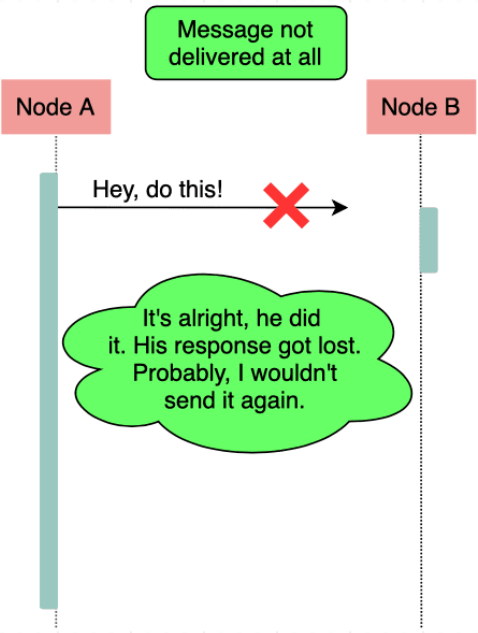 Message not
delivered at all
Node A
Node B
Hey, do this!
It's alright, he did
it. His response got lost.
Probably, I wouldn't
send it again.